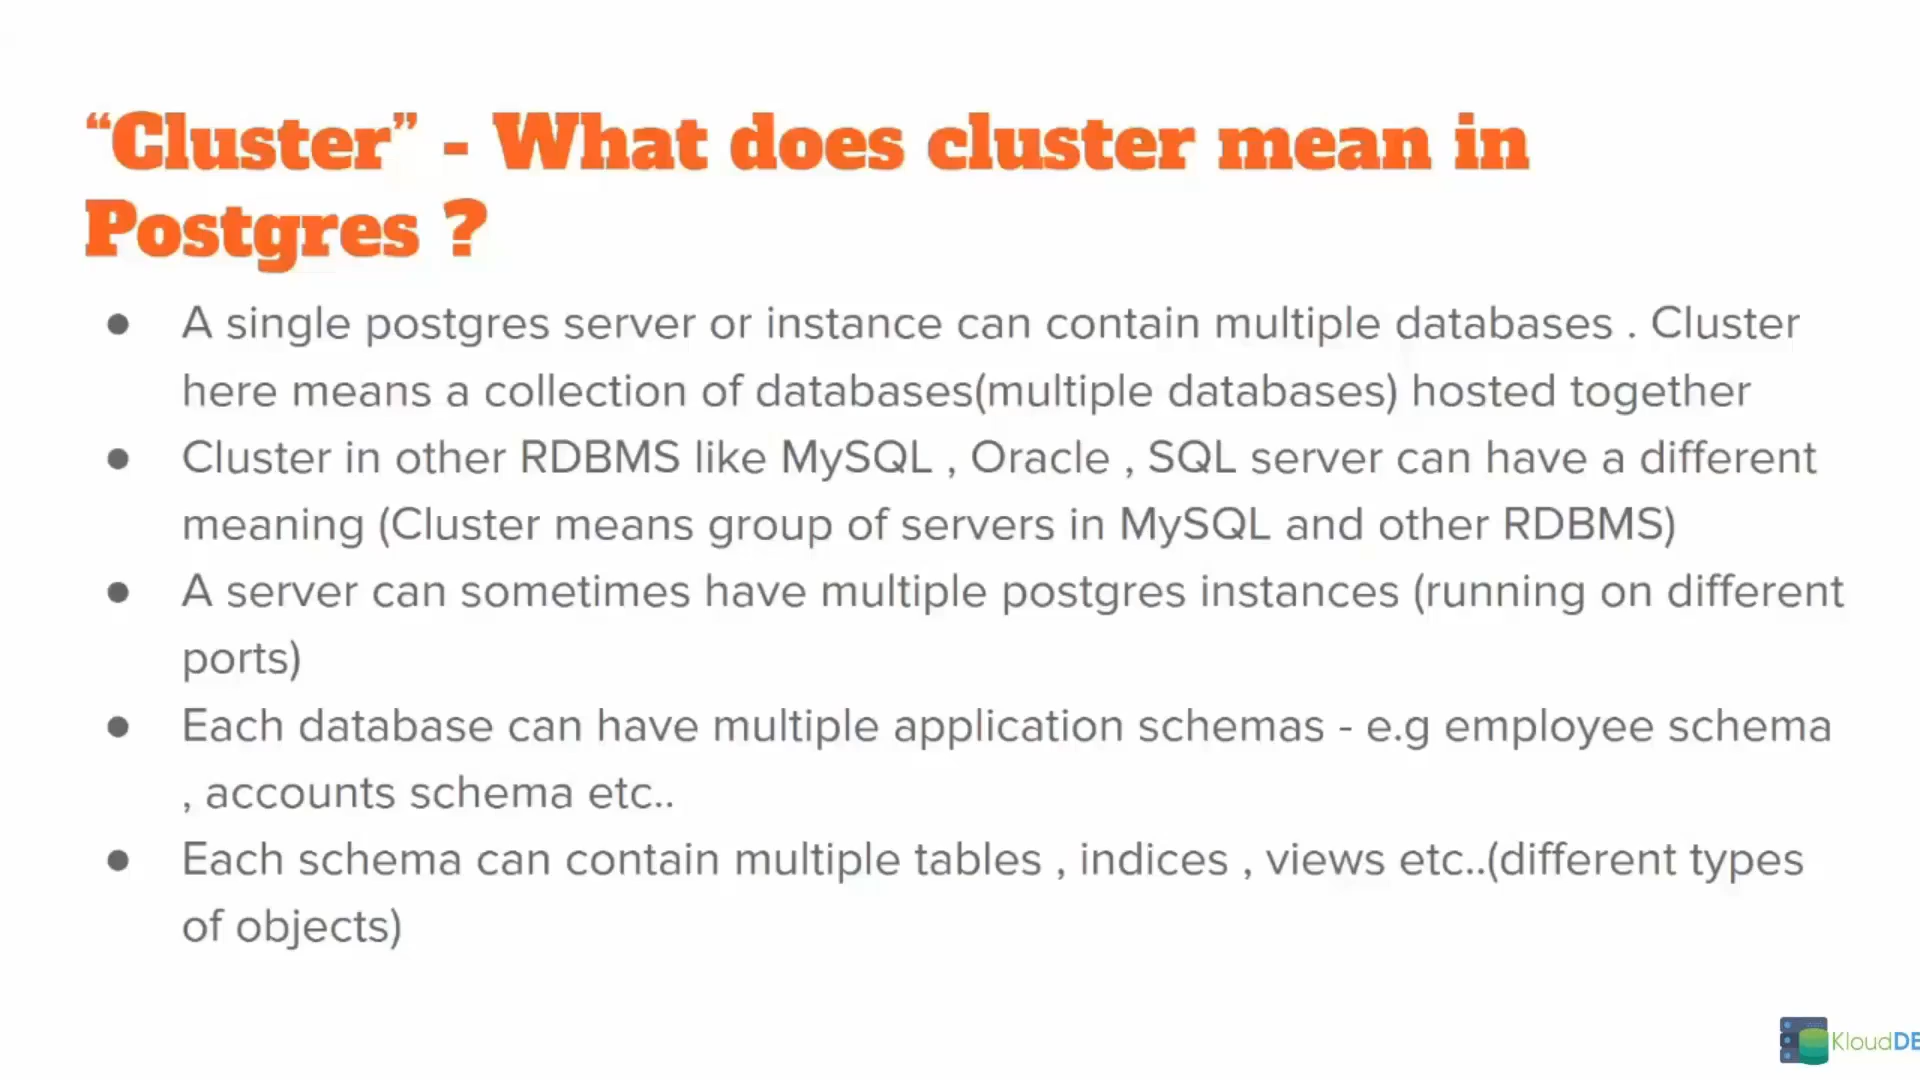 “Cluster” - What does cluster mean in
Postgres ?
● A single postgres server or instance can contain multiple databases . Cluster
here means a collection of databases(multiple databases) hosted together
● Cluster in other RDBMS like MySQL , Oracle , SQL server can have a different
meaning (Cluster means group of servers in MySQL and other RDBMS)
● A server can sometimes have multiple postgres instances (running on different
ports)
● Each database can have multiple application schemas - e.g employee schema
, accounts schema etc..
● Each schema can contain multiple tables , indices , views etc..(different types
of objects)